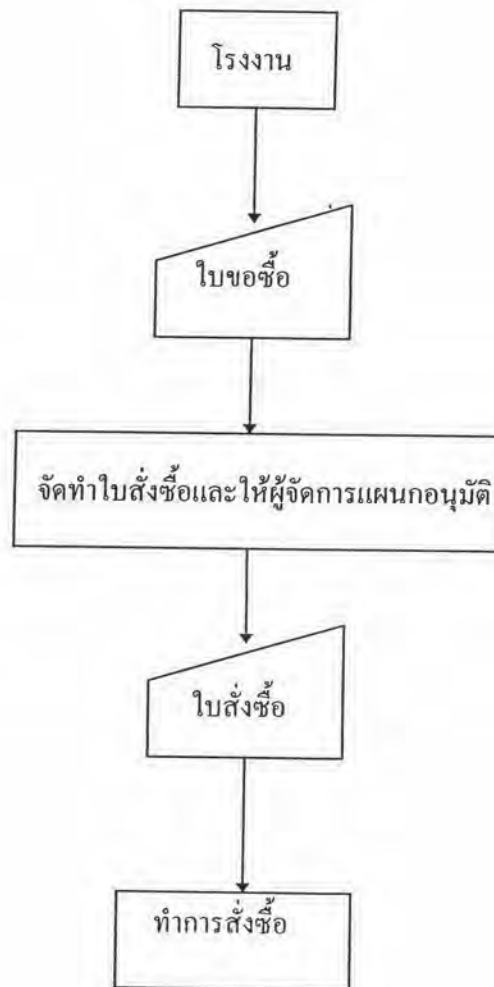 โรงงาน
ใบขอซื้อ
จัดทำใบสั่งซื้อและให้ผู้จัดการแผนกอนุมัติ
ใบสั่งซื้อ
ทำการสั่งซื้อ